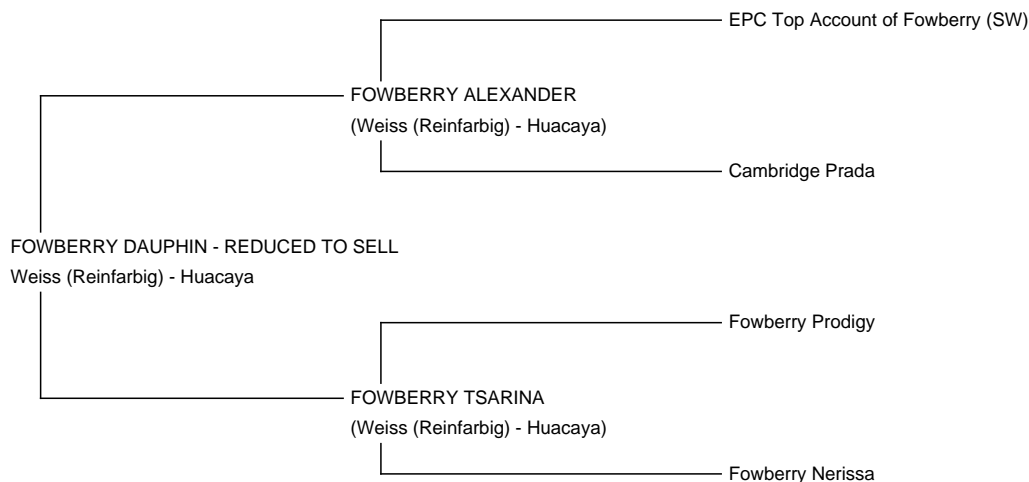 EPC Top Account of Fowberry (SW)
FOWBERRY ALEXANDER
(Weiss (Reinfarbig) - Huacaya)
Cambridge Prada
FOWBERRY DAUPHIN - REDUCED TO SELL
Weiss (Reinfarbig) - Huacaya
Fowberry Prodigy
FOWBERRY TSARINA
(Weiss (Reinfarbig) - Huacaya)
Fowberry Nerissa